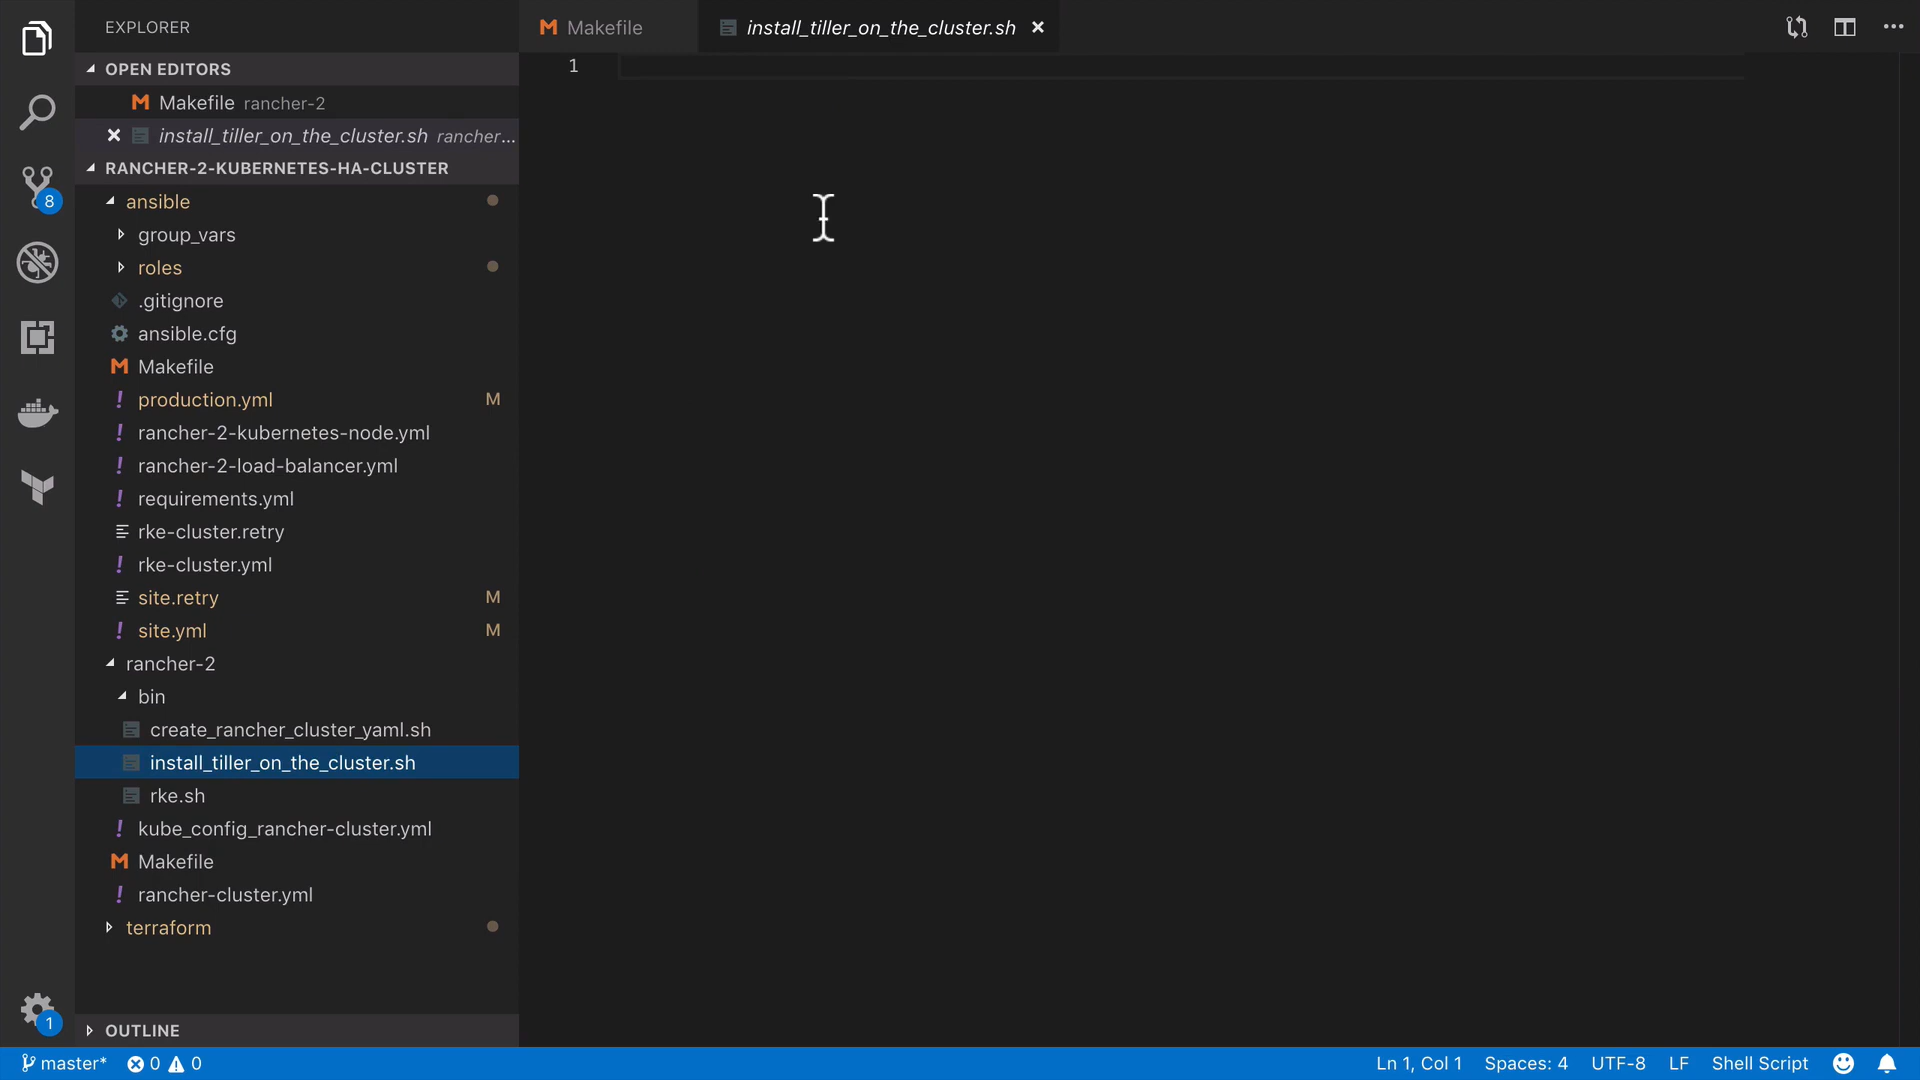 EXPLORER
OPEN EDITORS
Makefile rancher-2
install_tiller_on_the_cluster.sh rancher...
RANCHER-2-KUBERNETES-HA-CLUSTER
ansible
group_vars
roles
.gitignore
ansible.cfg
Makefile
production.yml M
rancher-2-kubernetes-node.yml
rancher-2-load-balancer.yml
requirements.yml
rke-cluster.retry
rke-cluster.yml
site.retry M
site.yml M
rancher-2
bin
create_rancher_cluster_yaml.sh
install_tiller_on_the_cluster.sh
rke.sh
kube_config_rancher-cluster.yml
Makefile
rancher-cluster.yml
terraform
OUTLINE
8
1
Makefile install_tiller_on_the_cluster.sh
1
master* 0 0 Ln 1, Col 1 Spaces: 4 UTF-8 LF Shell Script